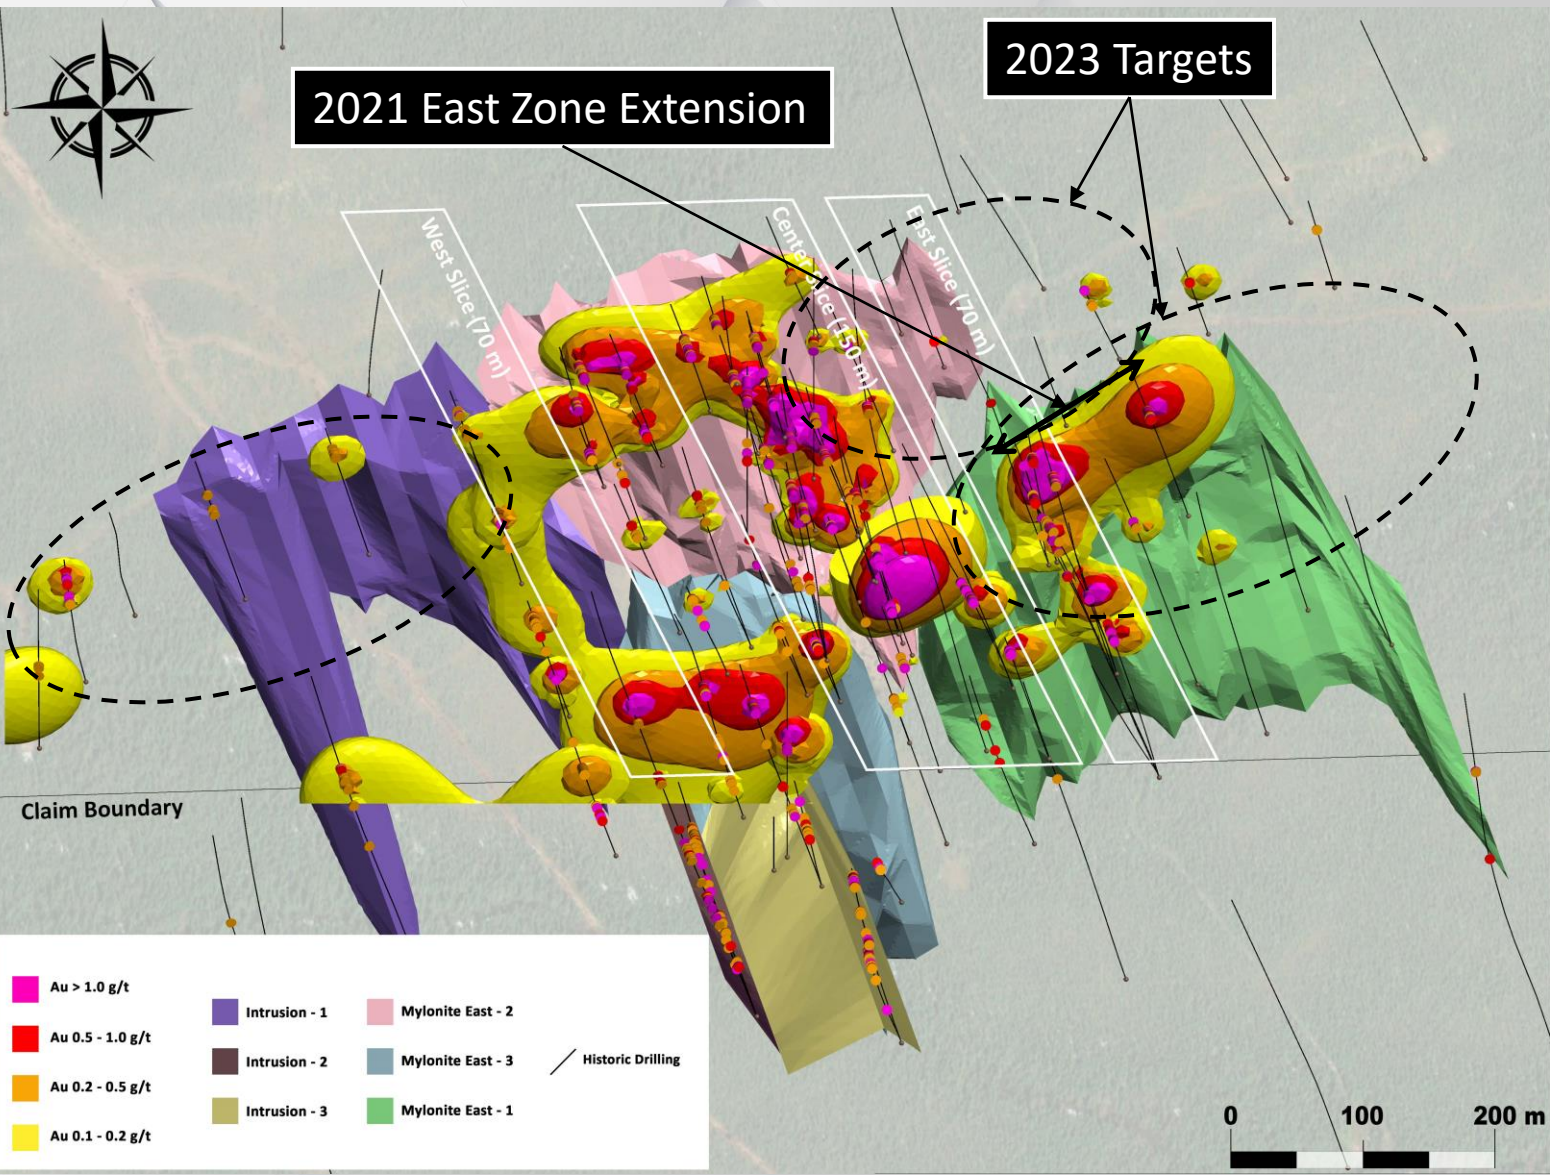 2023 Targets
2021 East Zone Extension
West Slice (70 m)
Center Slice (150 m)
East Slice (70 m)
Claim Boundary
Au > 1.0 g/t
Au 0.5 - 1.0 g/t
Au 0.2 - 0.5 g/t
Au 0.1 - 0.2 g/t
Intrusion - 1
Intrusion - 2
Intrusion - 3
Mylonite East - 2
Mylonite East - 3
Mylonite East - 1
Historic Drilling
0 100 200 m